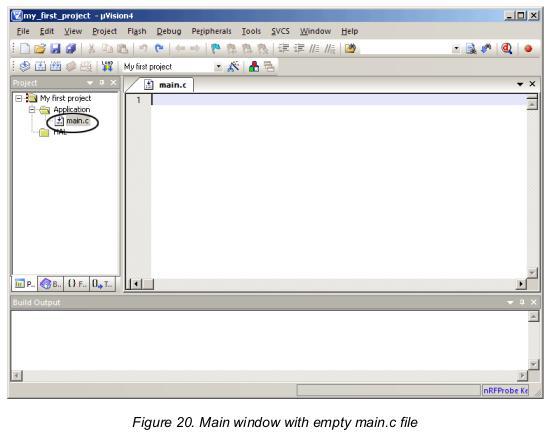 my_first_project - µVision4
File Edit View Project Flash Debug Peripherals Tools SVCS Window Help
LOAD My first project
Project
main.c
My first project
1
Application
main.c
HAL
P.. B.. {} F.. 0 T..
Build Output
nRFProbe Ke
Figure 20. Main window with empty main.c file